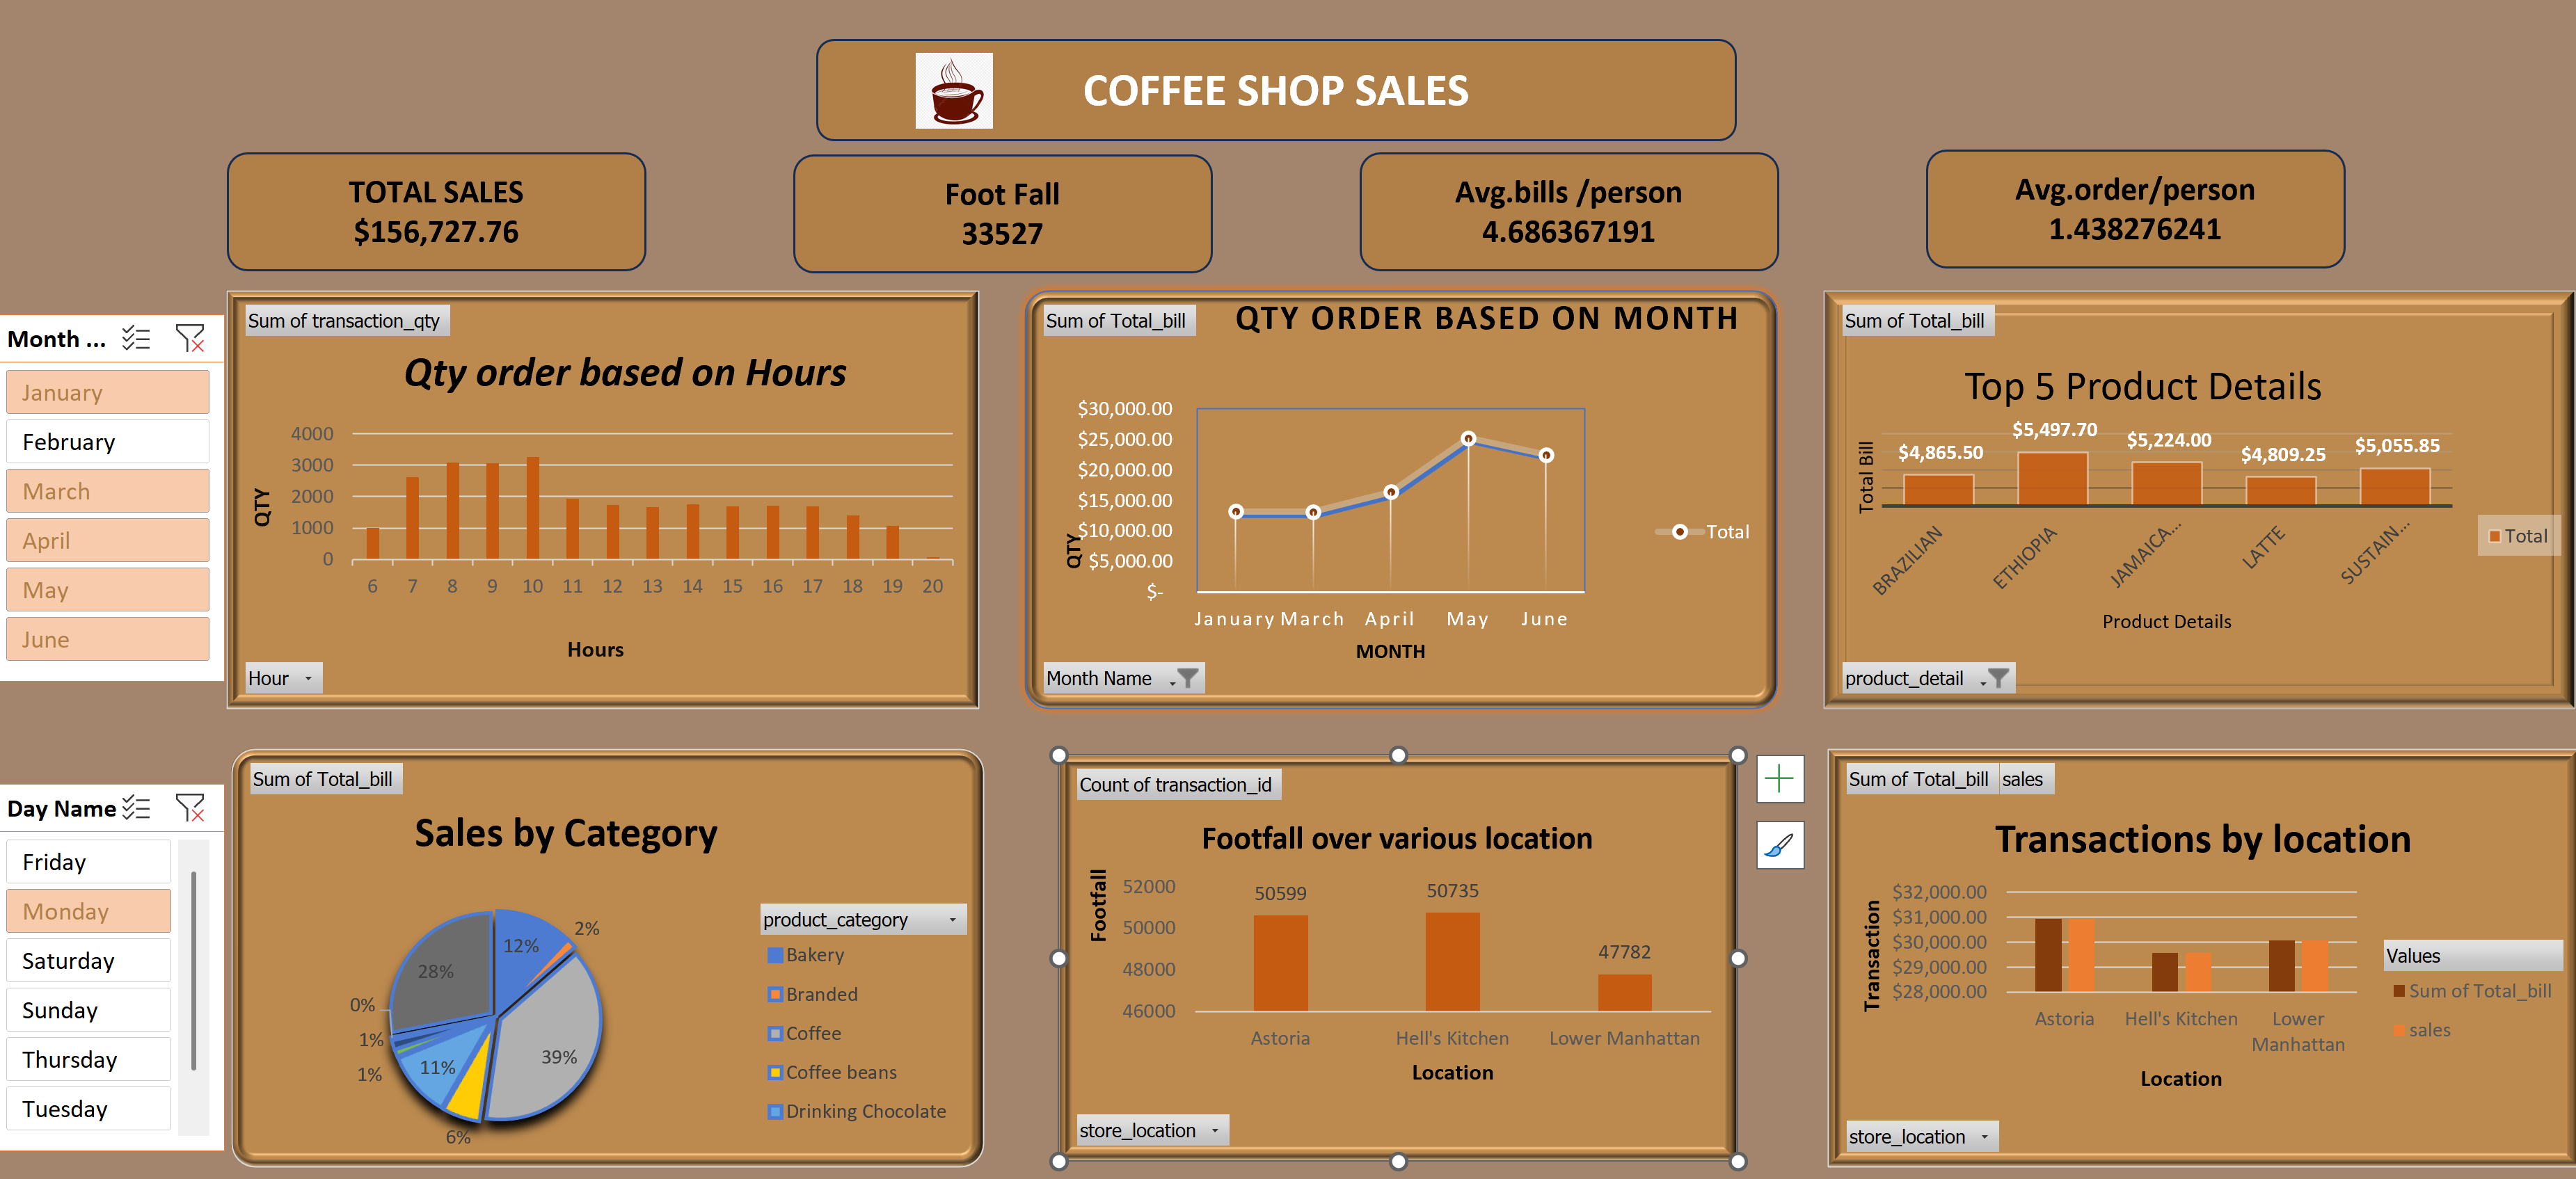 COFFEE SHOP SALES
TOTAL SALES
$156,727.76
Foot Fall
33527
Avg.bills /person
4.686367191
Avg.order/person
1.438276241
Month ...
January
February
March
April
May
June
Sum of transaction_qty
Qty order based on Hours
QTY
4000
3000
2000
1000
0
6 7 8 9 10 11 12 13 14 15 16 17 18 19 20
Hours
Hour
Sum of Total_bill
QTY ORDER BASED ON MONTH
QTY
$30,000.00
$25,000.00
$20,000.00
$15,000.00
$10,000.00
$5,000.00
$-
January March April May June
MONTH
Total
Month Name
Sum of Total_bill
Top 5 Product Details
Total Bill
$4,865.50 $5,497.70 $5,224.00 $4,809.25 $5,055.85
BRAZILIAN ETHIOPIA JAMAICA... LATTE SUSTAIN...
Product Details
Total
product_detail
Day Name
Friday
Monday
Saturday
Sunday
Thursday
Tuesday
Sum of Total_bill
Sales by Category
12%
2%
39%
6%
11%
1%
1%
0%
28%
product_category
Bakery
Branded
Coffee
Coffee beans
Drinking Chocolate
Count of transaction_id
Footfall over various location
Footfall
52000
50000
48000
46000
50599 50735 47782
Astoria Hell's Kitchen Lower Manhattan
Location
store_location
Sum of Total_bill sales
Transactions by location
Transaction
$32,000.00
$31,000.00
$30,000.00
$29,000.00
$28,000.00
Astoria Hell's Kitchen Lower
Manhattan
Location
Values
Sum of Total_bill
sales
store_location